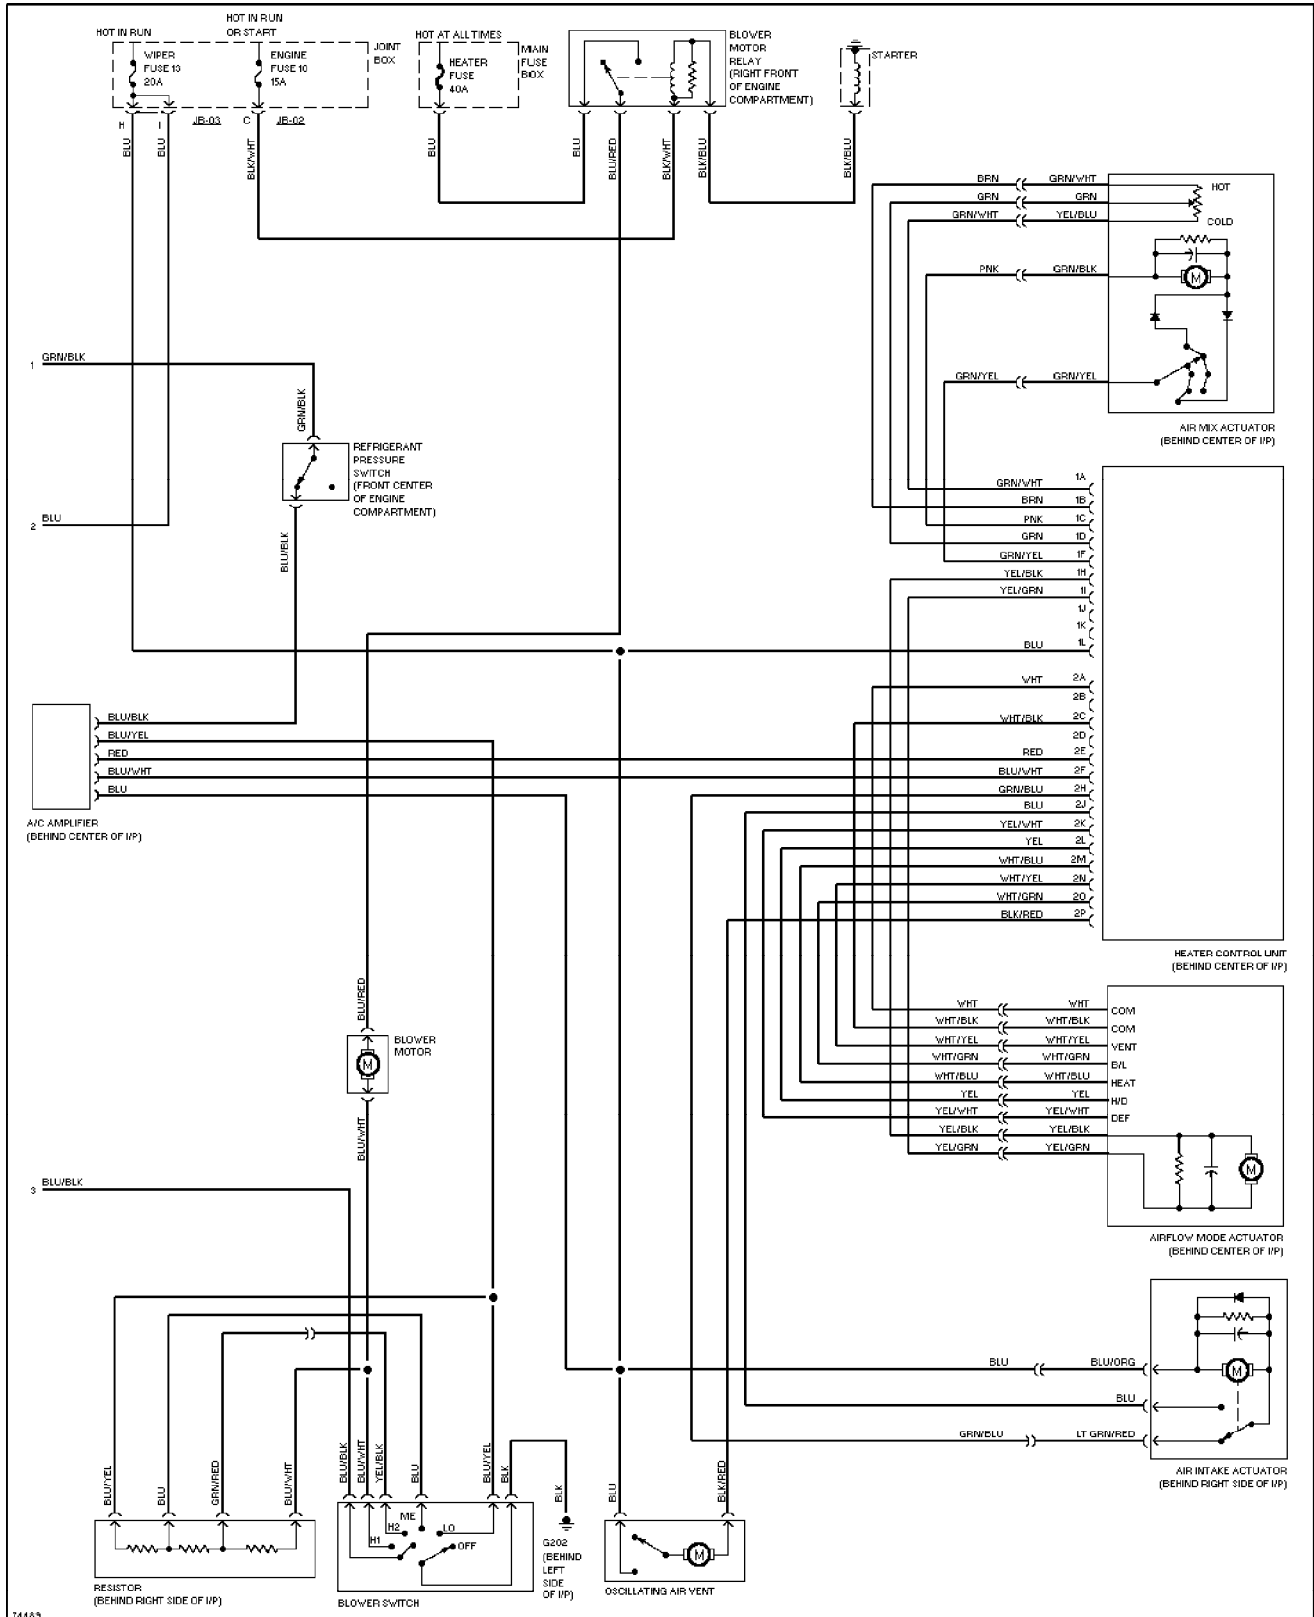 HOT IN RUN
HOT IN RUN
OR START
HOT AT ALL TIMES
WIPER
FUSE 13
20A
ENGINE
FUSE 10
15A
JOINT
BOX
HEATER
FUSE
40A
MAIN
FUSE
BOX
BLOWER
MOTOR
RELAY
(RIGHT FRONT
OF ENGINE
COMPARTMENT)
STARTER
H
I
JB-03
C
JB-02
BLU
BLU
BLK/WHT
BLU
BLU
BLU/RED
BLK/WHT
BLK/BLU
BLK/BLU
BRN
GRN/WHT
GRN
GRN
GRN/WHT
YEL/BLU
PNK
GRN/BLK
GRN/YEL
GRN/YEL
HOT
COLD
M
AIR MIX ACTUATOR
(BEHIND CENTER OF I/P)
1
GRN/BLK
GRN/BLK
REFRIGERANT
PRESSURE
SWITCH
(FRONT CENTER
OF ENGINE
COMPARTMENT)
2
BLU
BLU/BLK
GRN/WHT 1A
BRN 1B
PNK 1C
GRN 1D
GRN/YEL 1F
YEL/BLK 1H
YEL/GRN 1I
1J
1K
BLU 1L
WHT 2A
2B
WHT/BLK 2C
2D
RED 2E
BLU/WHT 2F
GRN/BLU 2H
BLU 2J
YEL/WHT 2K
YEL 2L
WHT/BLU 2M
WHT/YEL 2N
WHT/GRN 2O
BLK/RED 2P
HEATER CONTROL UNIT
(BEHIND CENTER OF I/P)
BLU/BLK
BLU/YEL
RED
BLU/WHT
BLU
A/C AMPLIFIER
(BEHIND CENTER OF I/P)
BLU/RED
BLOWER
MOTOR
M
BLU/WHT
WHT WHT COM
WHT/BLK WHT/BLK COM
WHT/YEL WHT/YEL VENT
WHT/GRN WHT/GRN B/L
WHT/BLU WHT/BLU HEAT
YEL YEL H/D
YEL/WHT YEL/WHT DEF
YEL/BLK YEL/BLK
YEL/GRN YEL/GRN
M
AIRFLOW MODE ACTUATOR
(BEHIND CENTER OF I/P)
3
BLU/BLK
BLU BLU/ORG
BLU
GRN/BLU LT GRN/RED
M
AIR INTAKE ACTUATOR
(BEHIND RIGHT SIDE OF I/P)
BLU/YEL
BLU
GRN/RED
BLU/WHT
BLU/BLK
BLU/WHT
YEL/BLK
BLU
BLU/YEL
BLK
BLK
BLU
BLK/RED
RESISTOR
(BEHIND RIGHT SIDE OF I/P)
H1
H2
ME
LO
OFF
BLOWER SWITCH
G202
(BEHIND
LEFT
SIDE
OF I/P)
M
OSCILLATING AIR VENT
74489